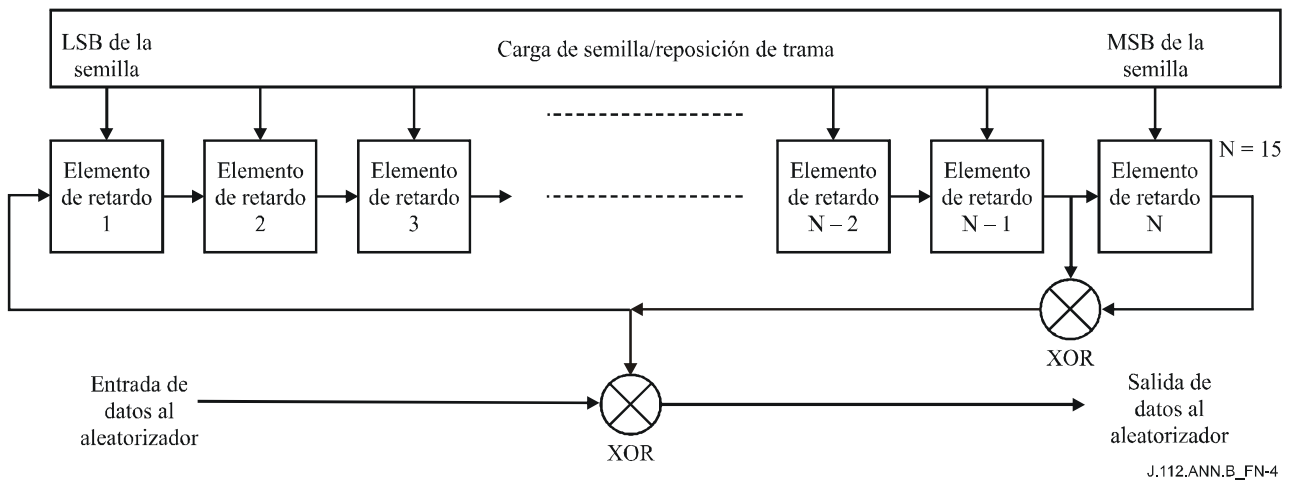 LSB de la
semilla
Carga de semilla/reposición de trama
MSB de la
semilla
Elemento
de retardo
1
Elemento
de retardo
2
Elemento
de retardo
3
Elemento
de retardo
N – 2
Elemento
de retardo
N – 1
Elemento
de retardo
N
N = 15
XOR
Entrada de
datos al
aleatorizador
XOR
Salida de
datos al
aleatorizador
J.112.ANN.B_FN-4